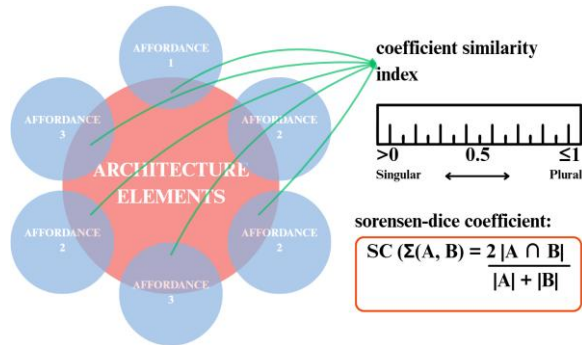 AFFORDANCE
1
AFFORDANCE
3
AFFORDANCE
2
ARCHITECTURE
ELEMENTS
AFFORDANCE
2
AFFORDANCE
2
AFFORDANCE
3
coefficient similarity
index
>0 0.5 ≤1
Singular Plural
sorensen-dice coefficient:
SC (Σ(A, B) = 2 |A ∩ B|
|A| + |B|